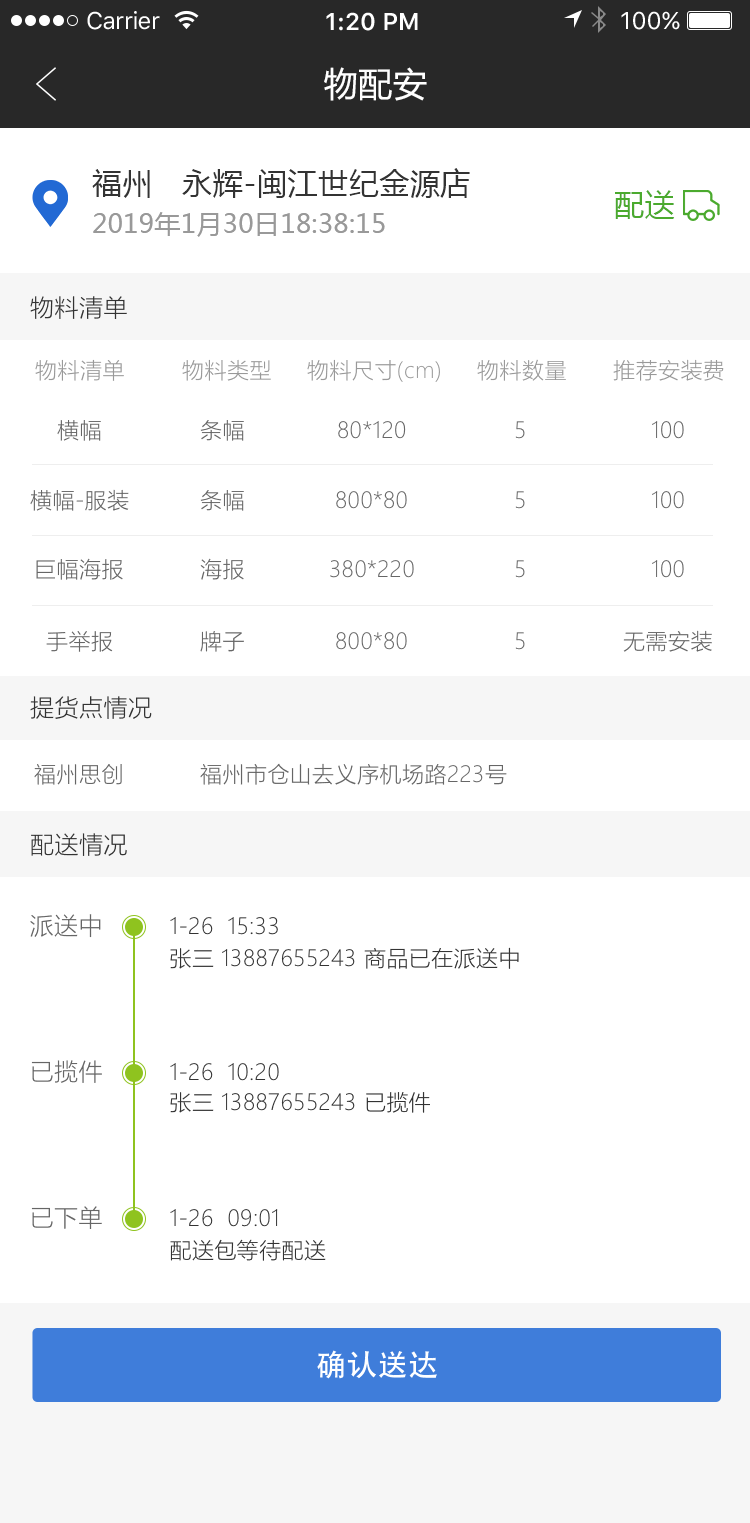 Carrier 1:20 PM 100%
物配安
福州 永辉-闽江世纪金源店
2019年1月30日18:38:15
配送
物料清单
物料清单 物料类型 物料尺寸(cm) 物料数量 推荐安装费
横幅 条幅 80*120 5 100
横幅-服装 条幅 800*80 5 100
巨幅海报 海报 380*220 5 100
手举报 牌子 800*80 5 无需安装
提货点情况
福州思创 福州市仓山去义序机场路223号
配送情况
派送中 1-26 15:33
张三 13887655243 商品已在派送中
已揽件 1-26 10:20
张三 13887655243 已揽件
已下单 1-26 09:01
配送包等待配送
确认送达